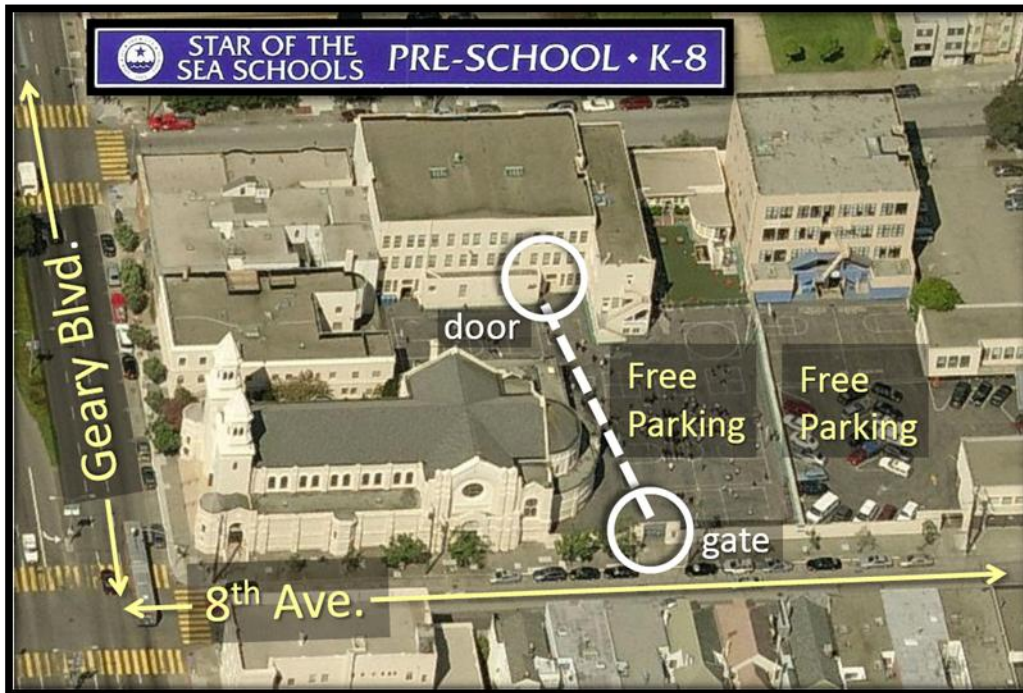 STAR OF THE
SEA SCHOOLS
PRE-SCHOOL • K-8
Geary Blvd.
door
Free
Parking
Free
Parking
gate
8th Ave.